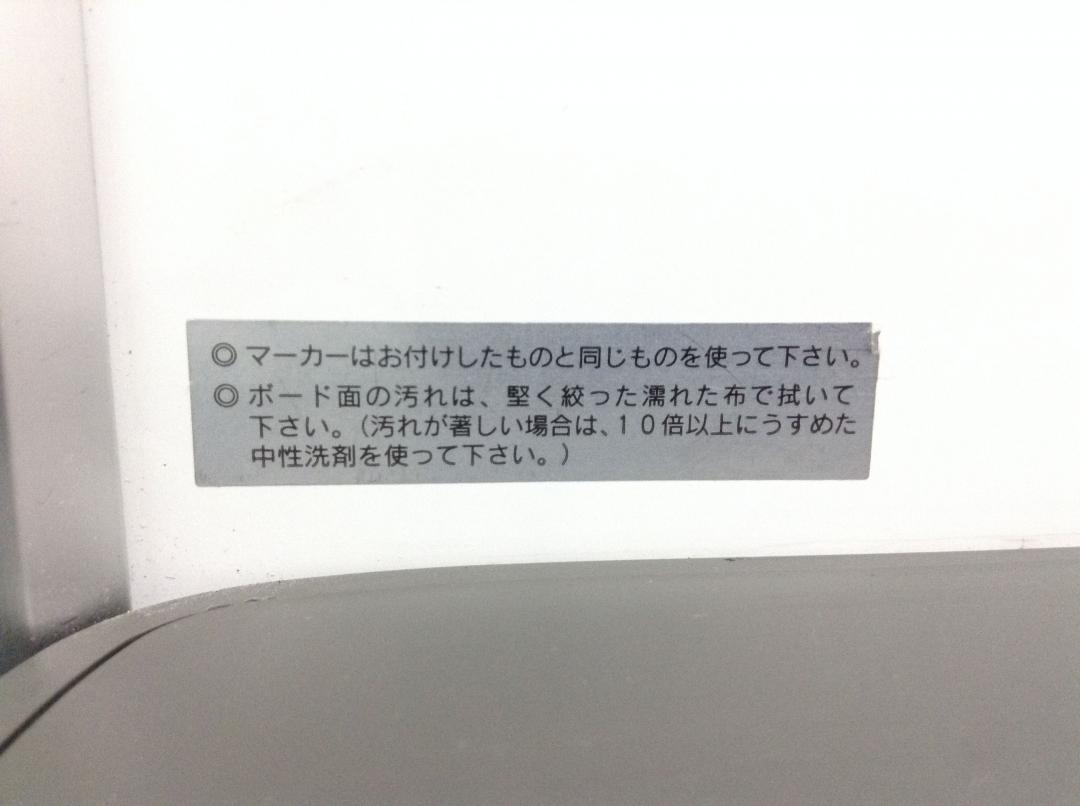 ◎マーカーはお付けしたものと同じものを使って下さい。
◎ボード面の汚れは、堅く絞った濡れた布で拭いて
下さい。(汚れが著しい場合は、10倍以上にうすめた
中性洗剤を使って下さい。)